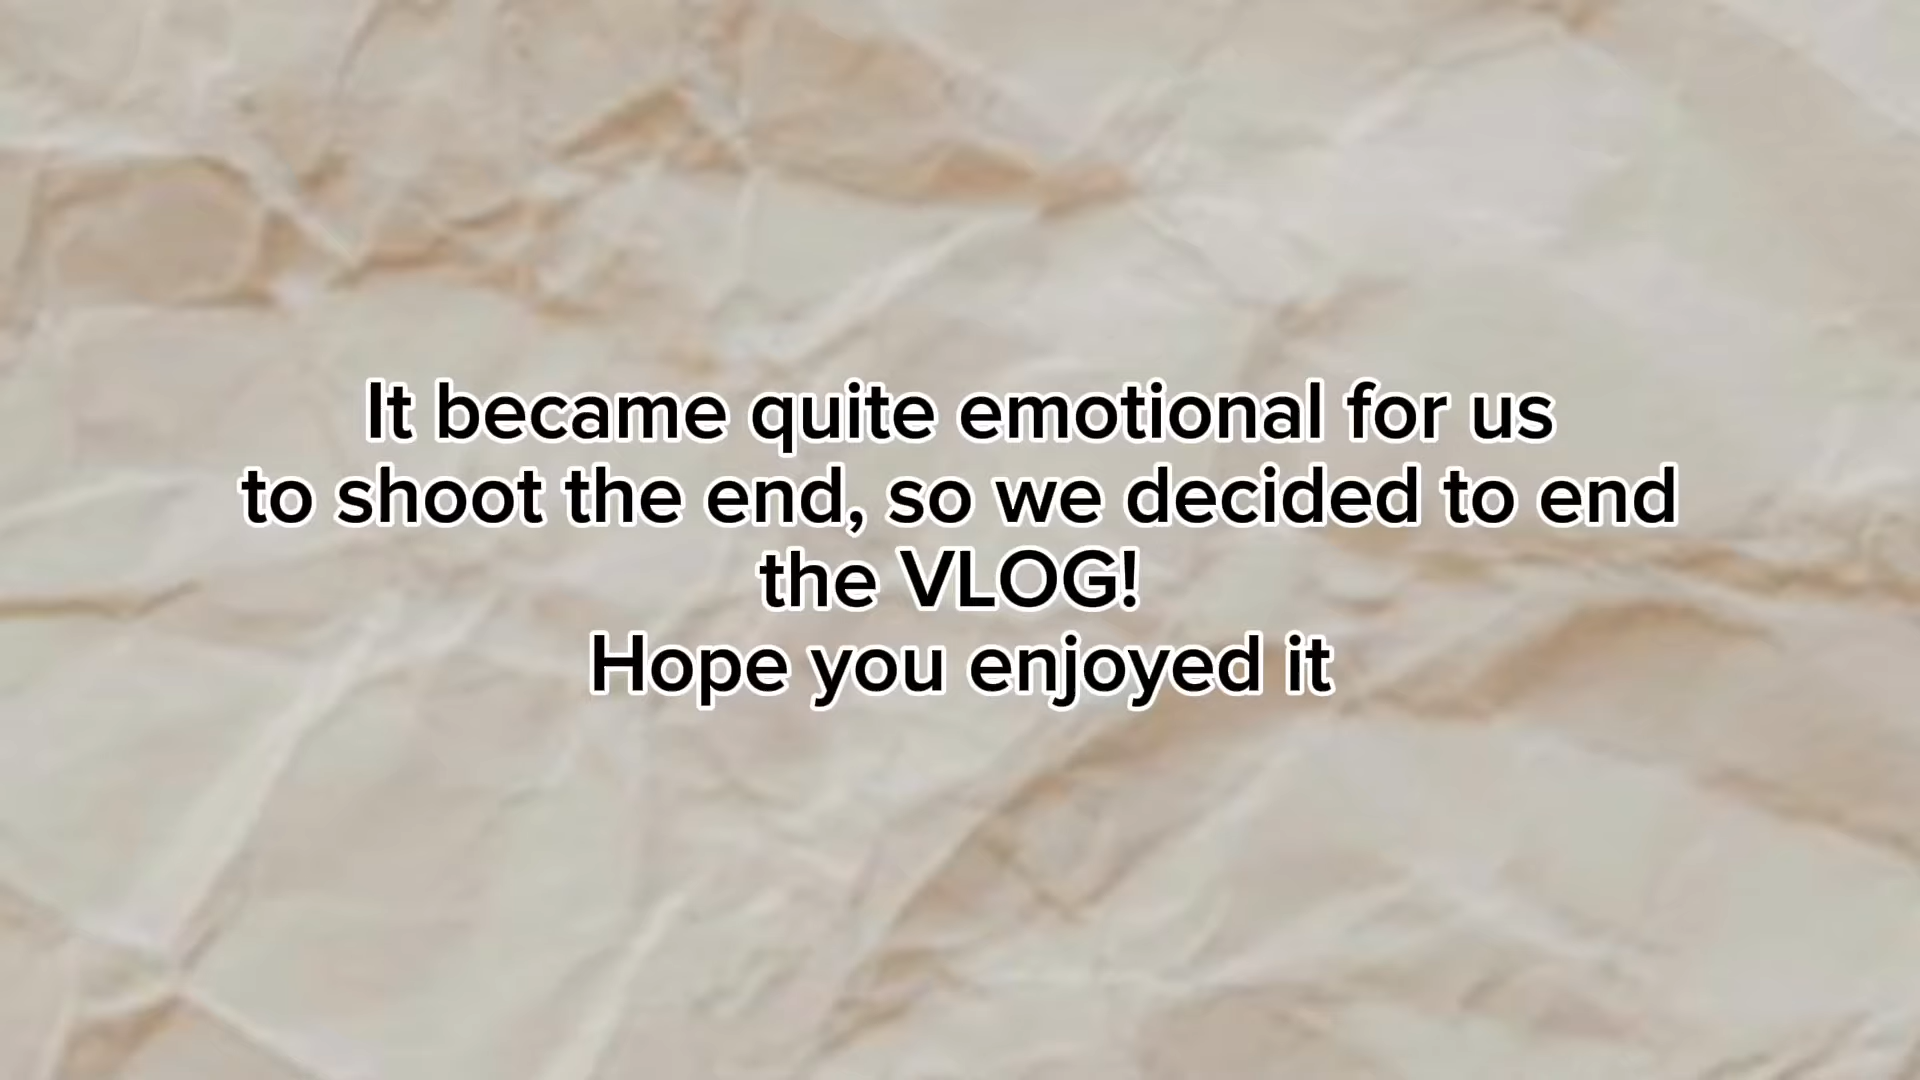 It became quite emotional for us
to shoot the end, so we decided to end
the VLOG!
Hope you enjoyed it